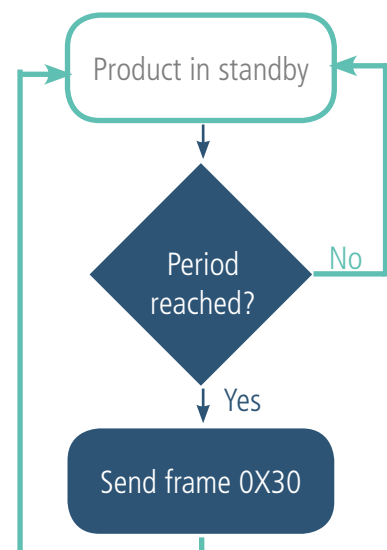 Product in standby
Period
reached?
No
Yes
Send frame 0X30